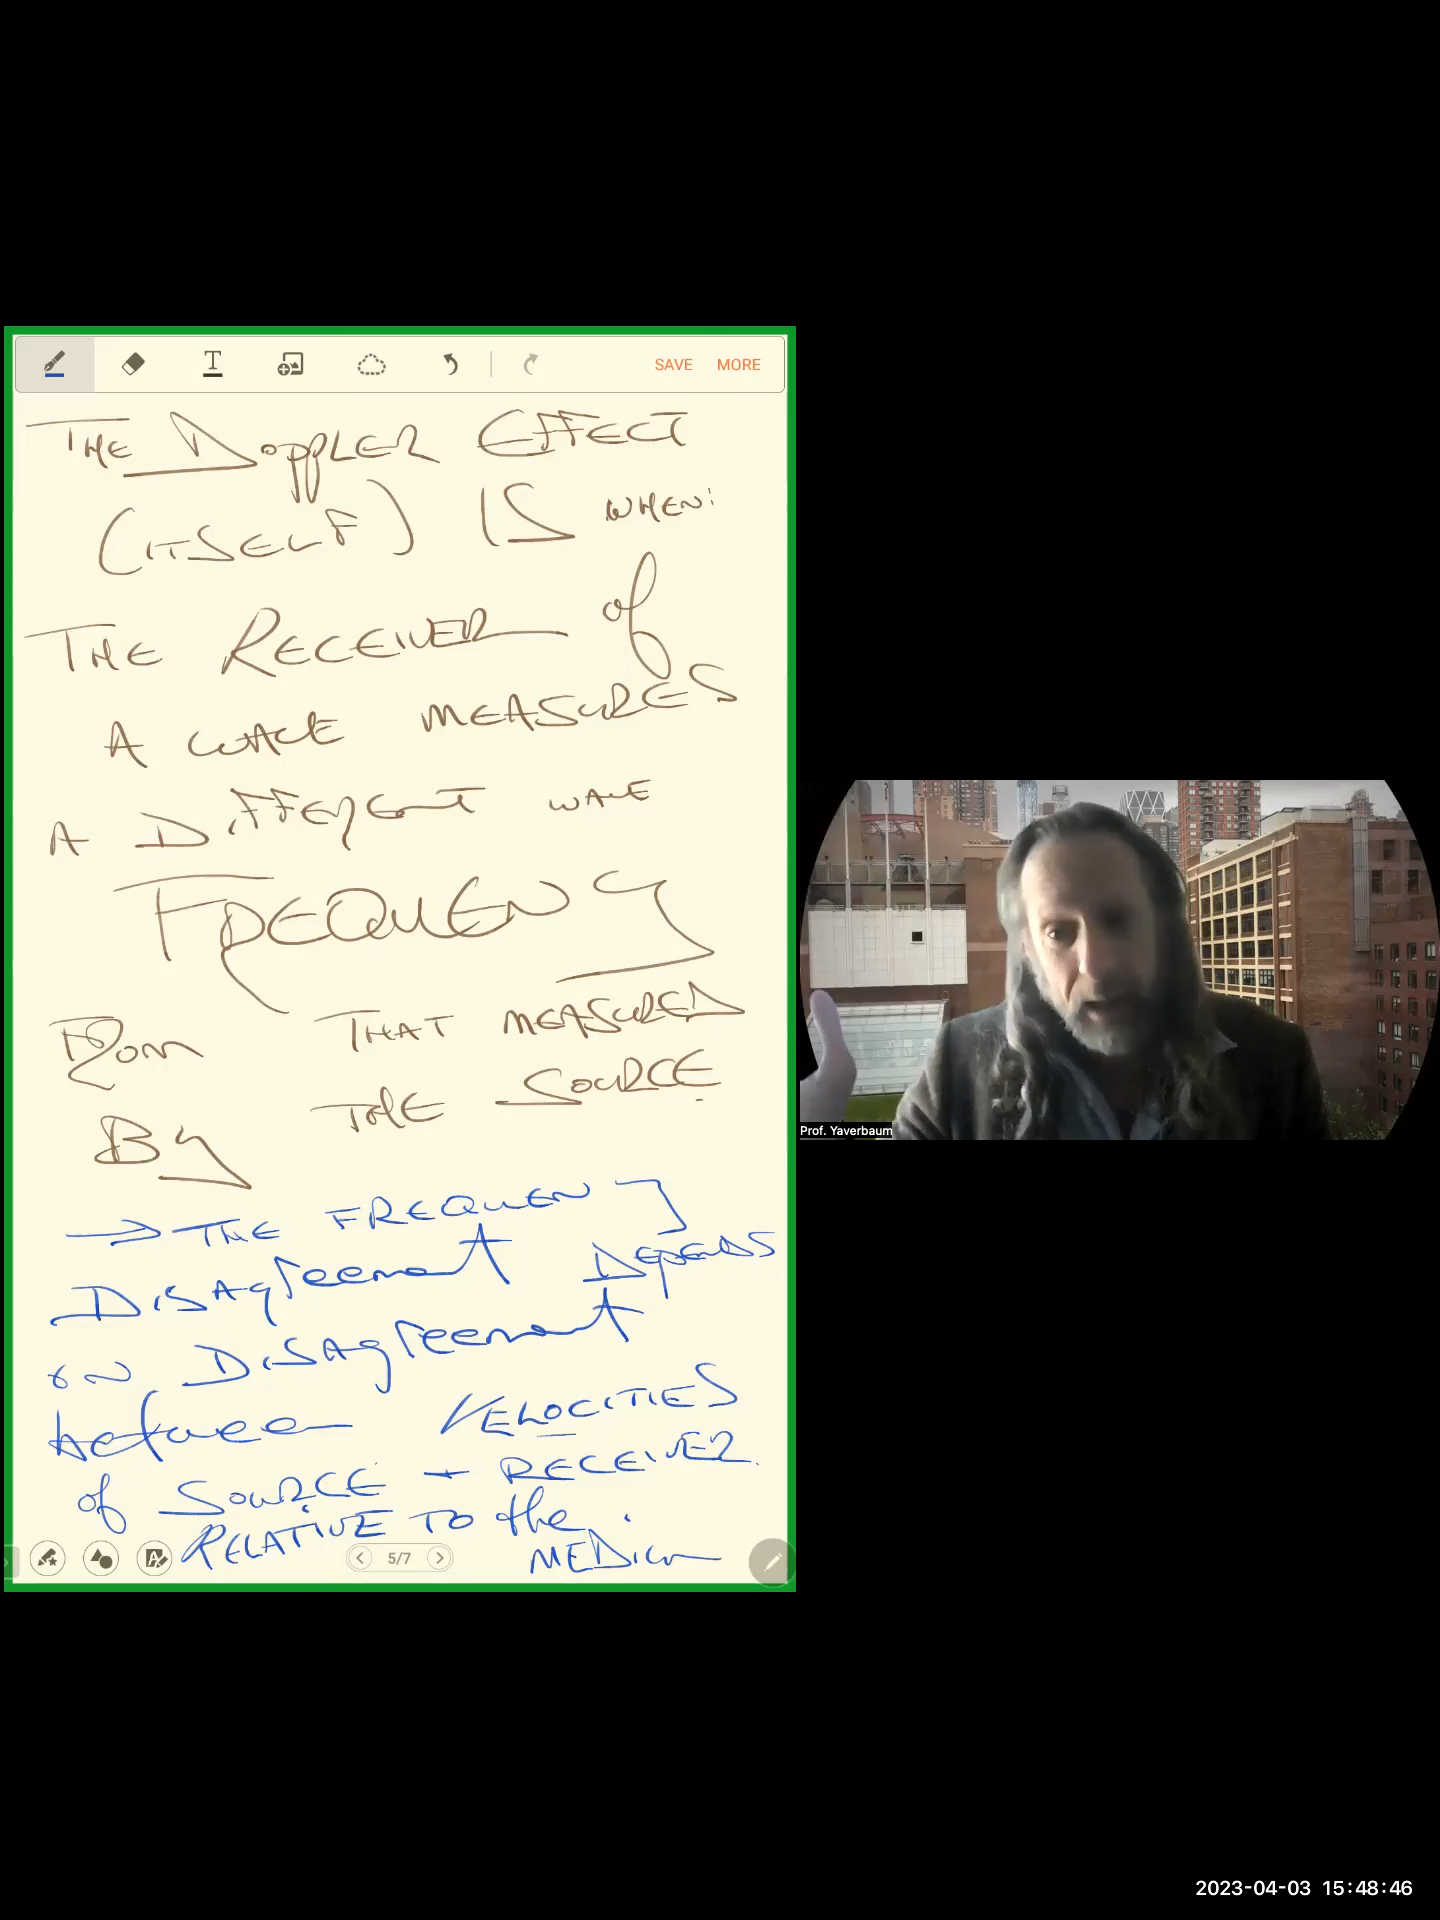 SAVE MORE
THE DOppLER EFFECT
(ITSELF) IS WHEN:
THE RECEIVER of
A WAVE MEASURES
A DIFFERENT WAVE
FREQUENCY
FROM THAT MEASURED
By THE SOURCE.
→ THE FREQUENCY
DISAgreement Depends
on DISAgreement
between VELOCITIES
of SOURCE + RECEIVER
RELATIVE TO the
MEDIUM
5/7
Prof. Yaverbaum
2023-04-03 15:48:46